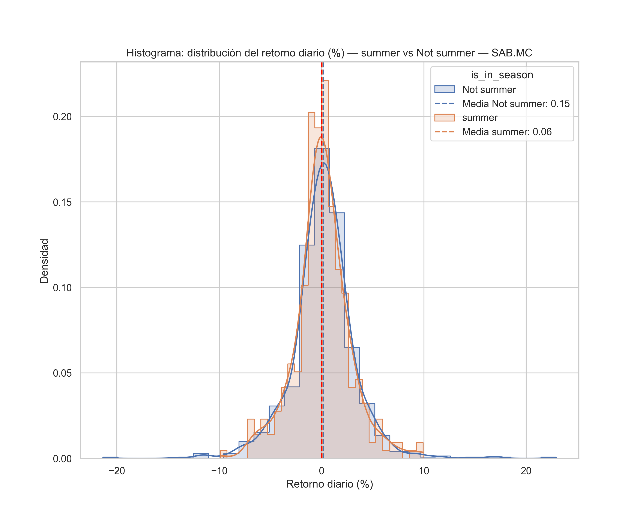 Histograma: distribución del retorno diario (%) — summer vs Not summer — SAB.MC
is_in_season
Not summer
Media Not summer: 0.15
summer
Media summer: 0.06
0.20
0.15
0.10
0.05
0.00
Densidad
−20
−10
0
10
20
Retorno diario (%)